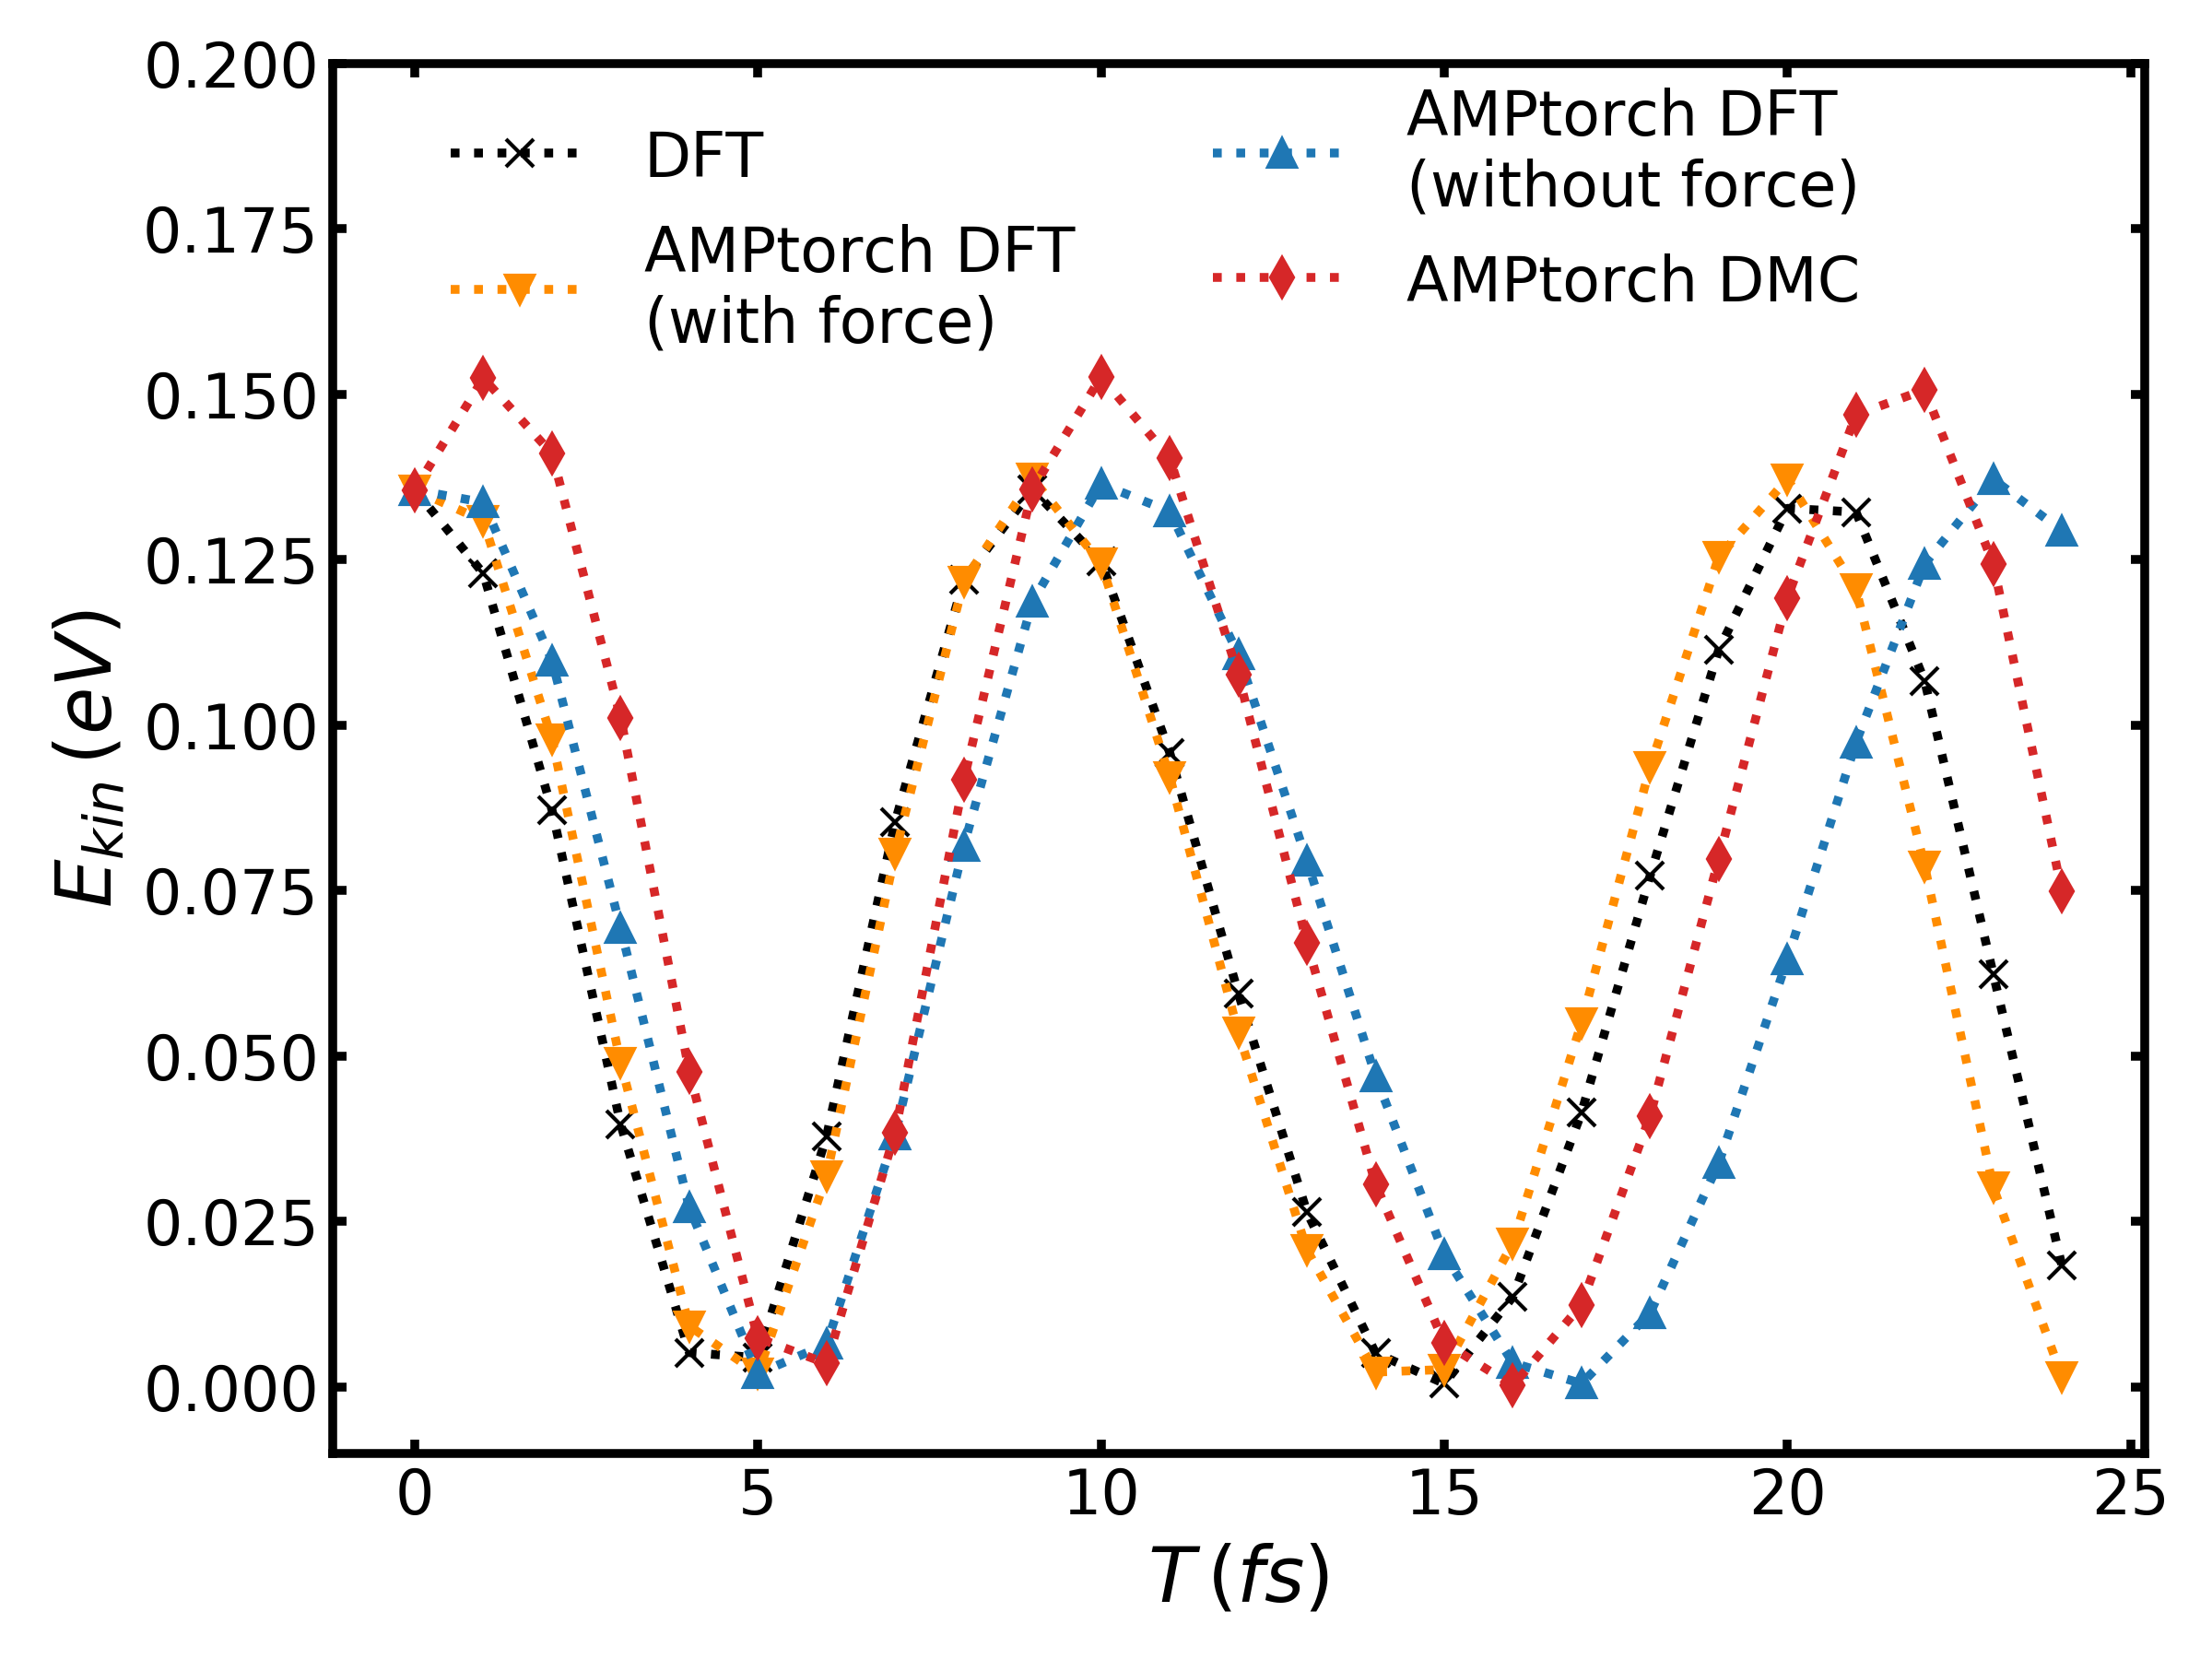 0.200
0.175
0.150
0.125
0.100
0.075
0.050
0.025
0.000
E_kin (eV)
DFT
AMPtorch DFT
(with force)
AMPtorch DFT
(without force)
AMPtorch DMC
0
5
10
15
20
25
T (fs)